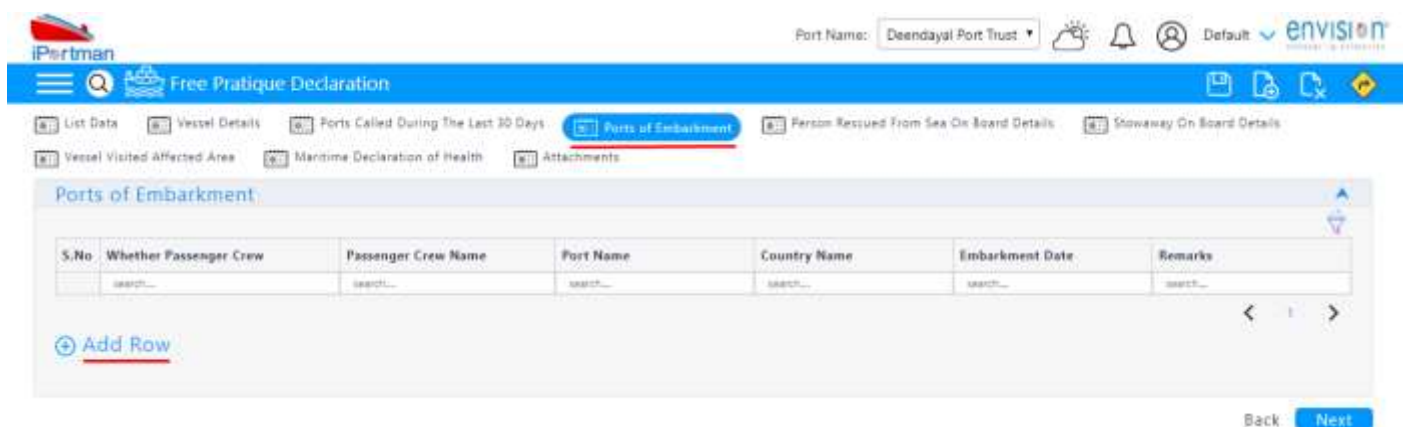 Port Name: Deendayal Port Trust Default envision
iPortman
Free Pratique Declaration
List Data Vessel Details Ports Called During The Last 30 Days Ports of Embarkment Person Rescued From Sea On Board Details Stowaway On Board Details
Vessel Visited Affected Area Maritime Declaration of Health Attachments
Ports of Embarkment
S.No Whether Passenger Crew Passenger Crew Name Port Name Country Name Embarkment Date Remarks
search... search... search... search... search... search...
1
Add Row
Back Next